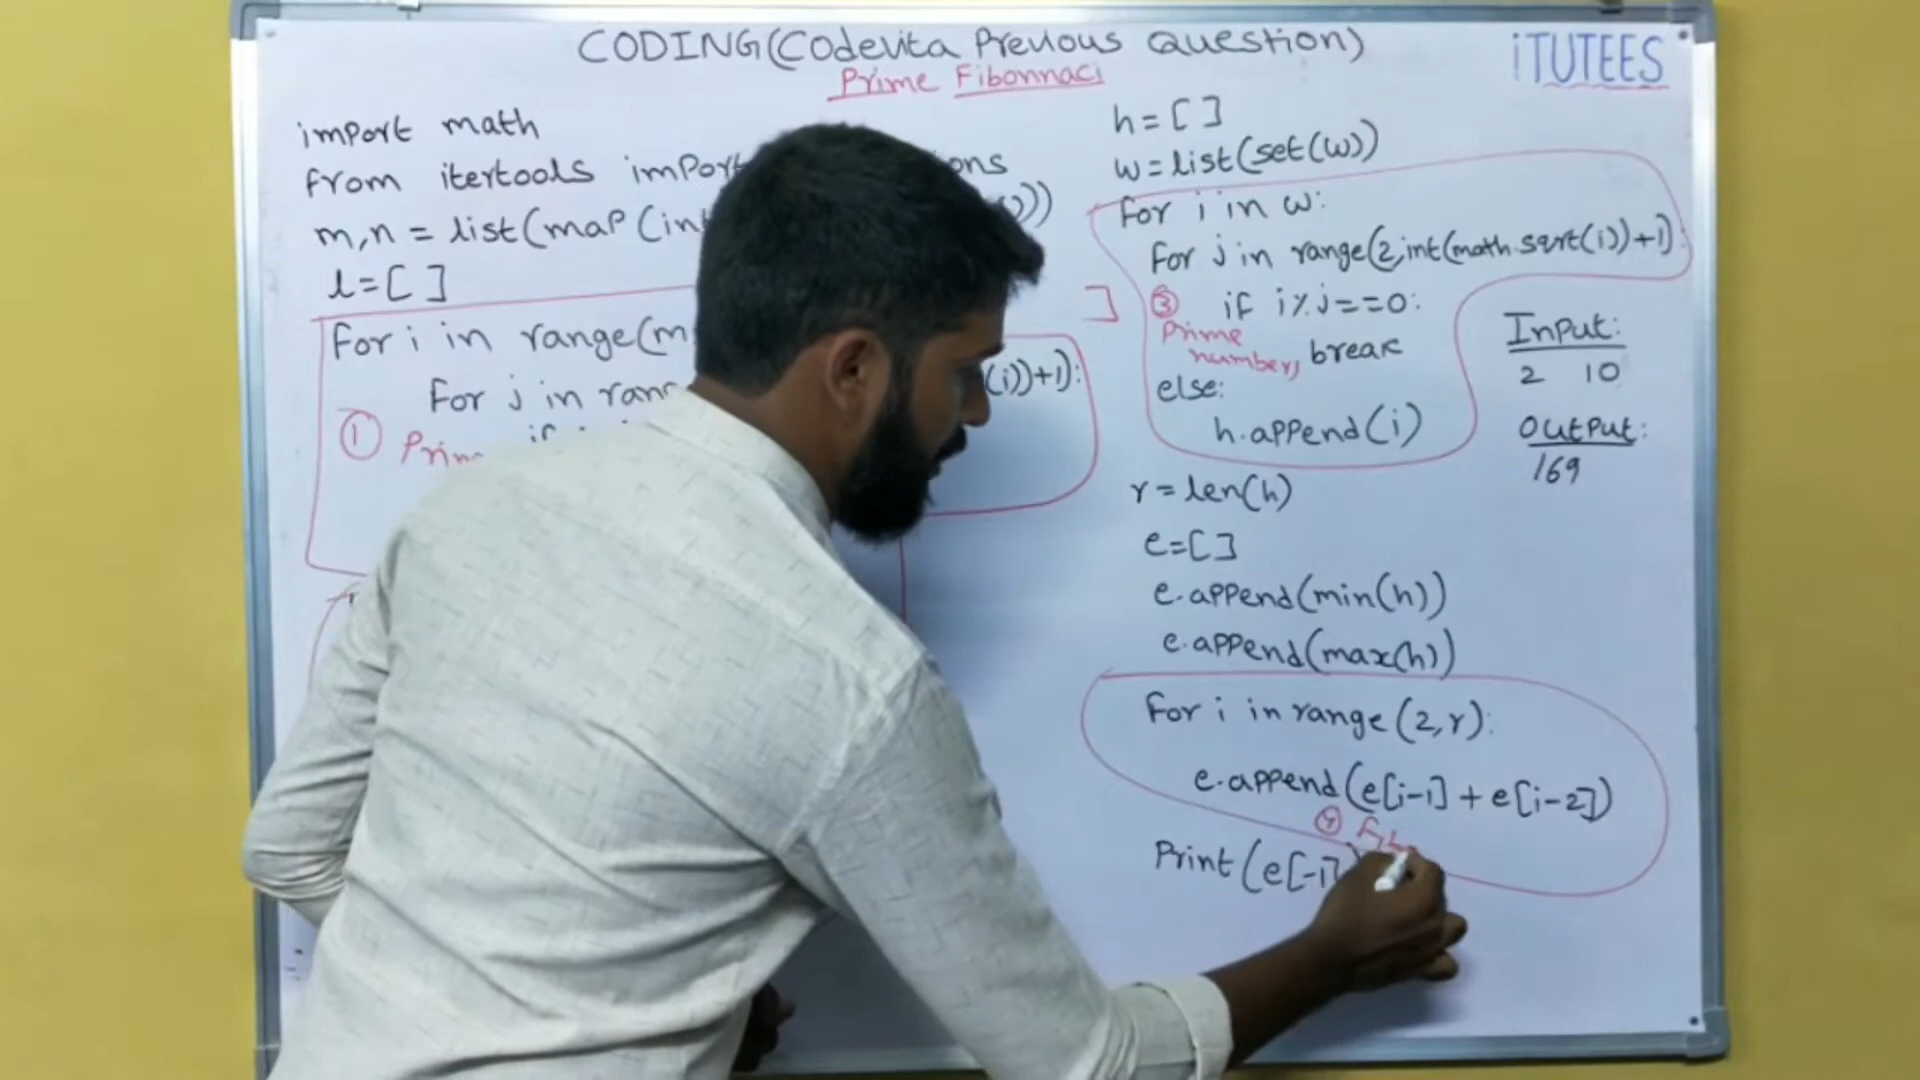 CODING(Codevita Previous Question)
Prime Fibonnaci
iTUTEES
import math
from itertools import
m,n = list(map(int
l=[ ]
for i in range(m
for j in ran
(i))+1):
① Prim
h=[ ]
w=list(set(w))
for i in w:
for j in range(2,int(math.sqrt(i))+1):
③ if i%j==0:
Prime
number,
break
else:
h.append(i)
r=len(h)
e=[]
e.append(min(h))
e.append(max(h))
for i in range(2,r):
e.append(e[i-1]+e[i-2])
④ Fib
Print(e[-1])
Input:
2 10
Output:
169